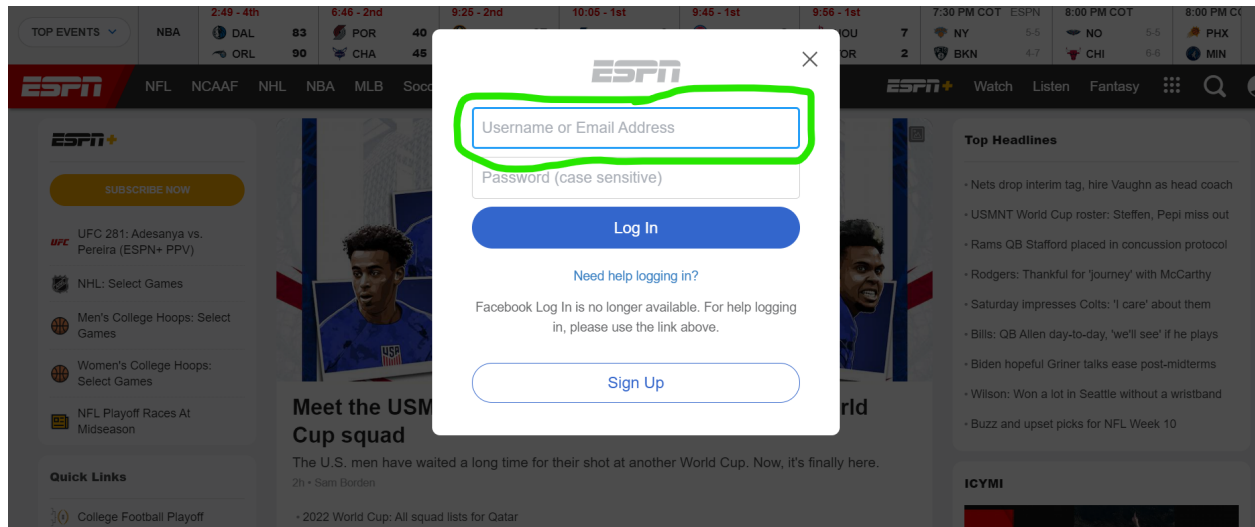 2:49 - 4th 6:46 - 2nd 9:25 - 2nd 10:05 - 1st 9:45 - 1st 9:56 - 1st 7:30 PM COT ESPN 8:00 PM COT 8:00 PM
TOP EVENTS NBA DAL 83 POR 40 7 NY 5-5 NO 5-5 PHX
ORL 90 CHA 45 2 BKN 4-7 CHI 6-6 MIN
ESPN NFL NCAAF NHL NBA MLB ESPN+ Watch Listen Fantasy
ESPN
Username or Email Address
Password (case sensitive)
Log In
Need help logging in?
Facebook Log In is no longer available. For help logging
in, please use the link above.
Sign Up
ESPN+
SUBSCRIBE NOW
UFC
UFC 281: Adesanya vs.
Pereira (ESPN+ PPV)
NHL: Select Games
Men's College Hoops: Select
Games
Women's College Hoops:
Select Games
NFL Playoff Races At
Midseason
Quick Links
College Football Playoff
USA
Meet the
Cup squad
The U.S. men have waited a long time for their shot at another World Cup. Now, it's finally here.
2h • Sam Borden
• 2022 World Cup: All squad lists for Qatar
Top Headlines
• Nets drop interim tag, hire Vaughn as head coach
• USMNT World Cup roster: Steffen, Pepi miss out
• Rams QB Stafford placed in concussion protocol
• Rodgers: Thankful for 'journey' with McCarthy
• Saturday impresses Colts: 'I care' about them
• Bills: QB Allen day-to-day, 'we'll see' if he plays
• Biden hopeful Griner talks ease post-midterms
• Wilson: Won a lot in Seattle without a wristband
• Buzz and upset picks for NFL Week 10
ICYMI